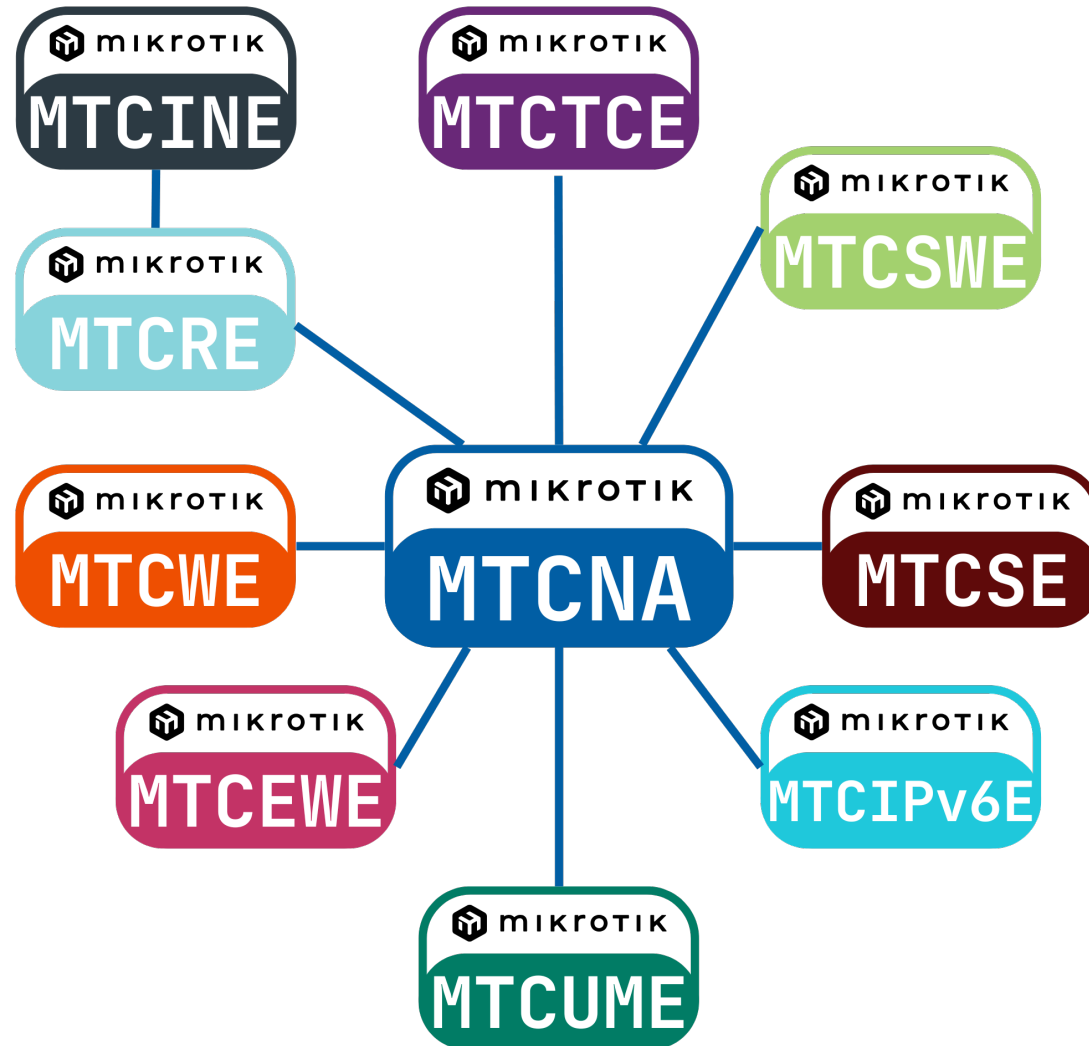 mikrotik
MTCINE
mikrotik
MTCTCE
mikrotik
MTCSWE
mikrotik
MTCRE
mikrotik
MTCWE
mikrotik
MTCNA
mikrotik
MTCSE
mikrotik
MTCEWE
mikrotik
MTCIPv6E
mikrotik
MTCUME